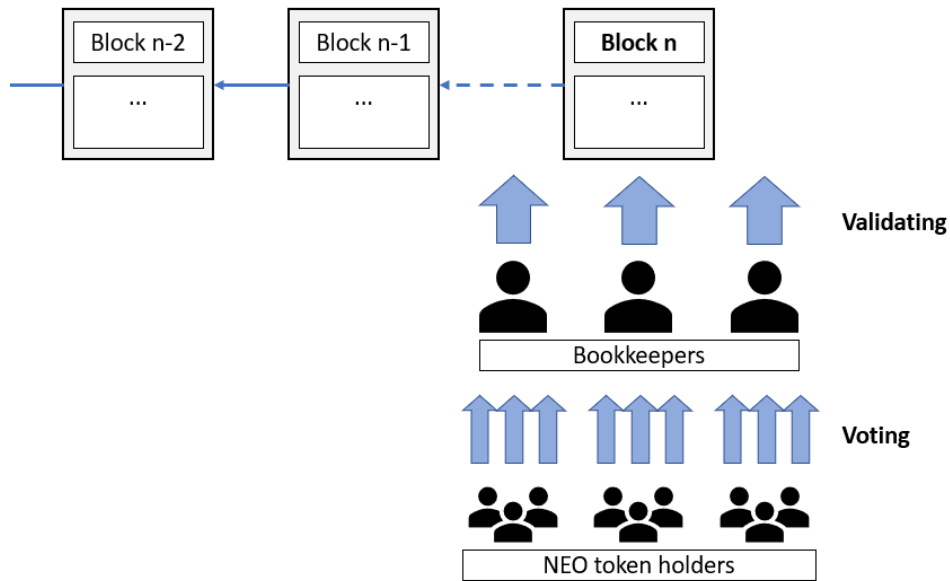 Block n-2
Block n-1
Block n
...
...
...
Validating
Bookkeepers
Voting
NEO token holders